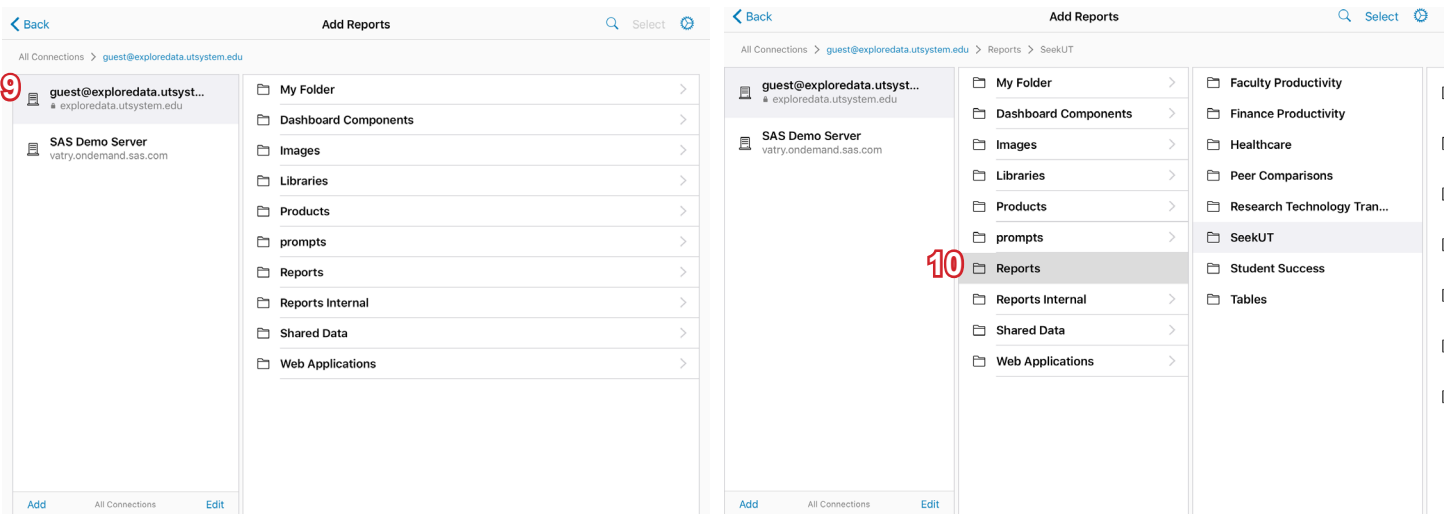 Back
Add Reports
Select
All Connections > guest@exploredata.utsystem.edu
9
guest@exploredata.utsyst...
exploredata.utsystem.edu
SAS Demo Server
vatry.ondemand.sas.com
My Folder
Dashboard Components
Images
Libraries
Products
prompts
Reports
Reports Internal
Shared Data
Web Applications
Add
All Connections
Edit
Back
Add Reports
Select
All Connections > guest@exploredata.utsystem.edu > Reports > SeekUT
guest@exploredata.utsyst...
exploredata.utsystem.edu
SAS Demo Server
vatry.ondemand.sas.com
My Folder
Dashboard Components
Images
Libraries
Products
prompts
10
Reports
Reports Internal
Shared Data
Web Applications
Faculty Productivity
Finance Productivity
Healthcare
Peer Comparisons
Research Technology Tran...
SeekUT
Student Success
Tables
Add
All Connections
Edit